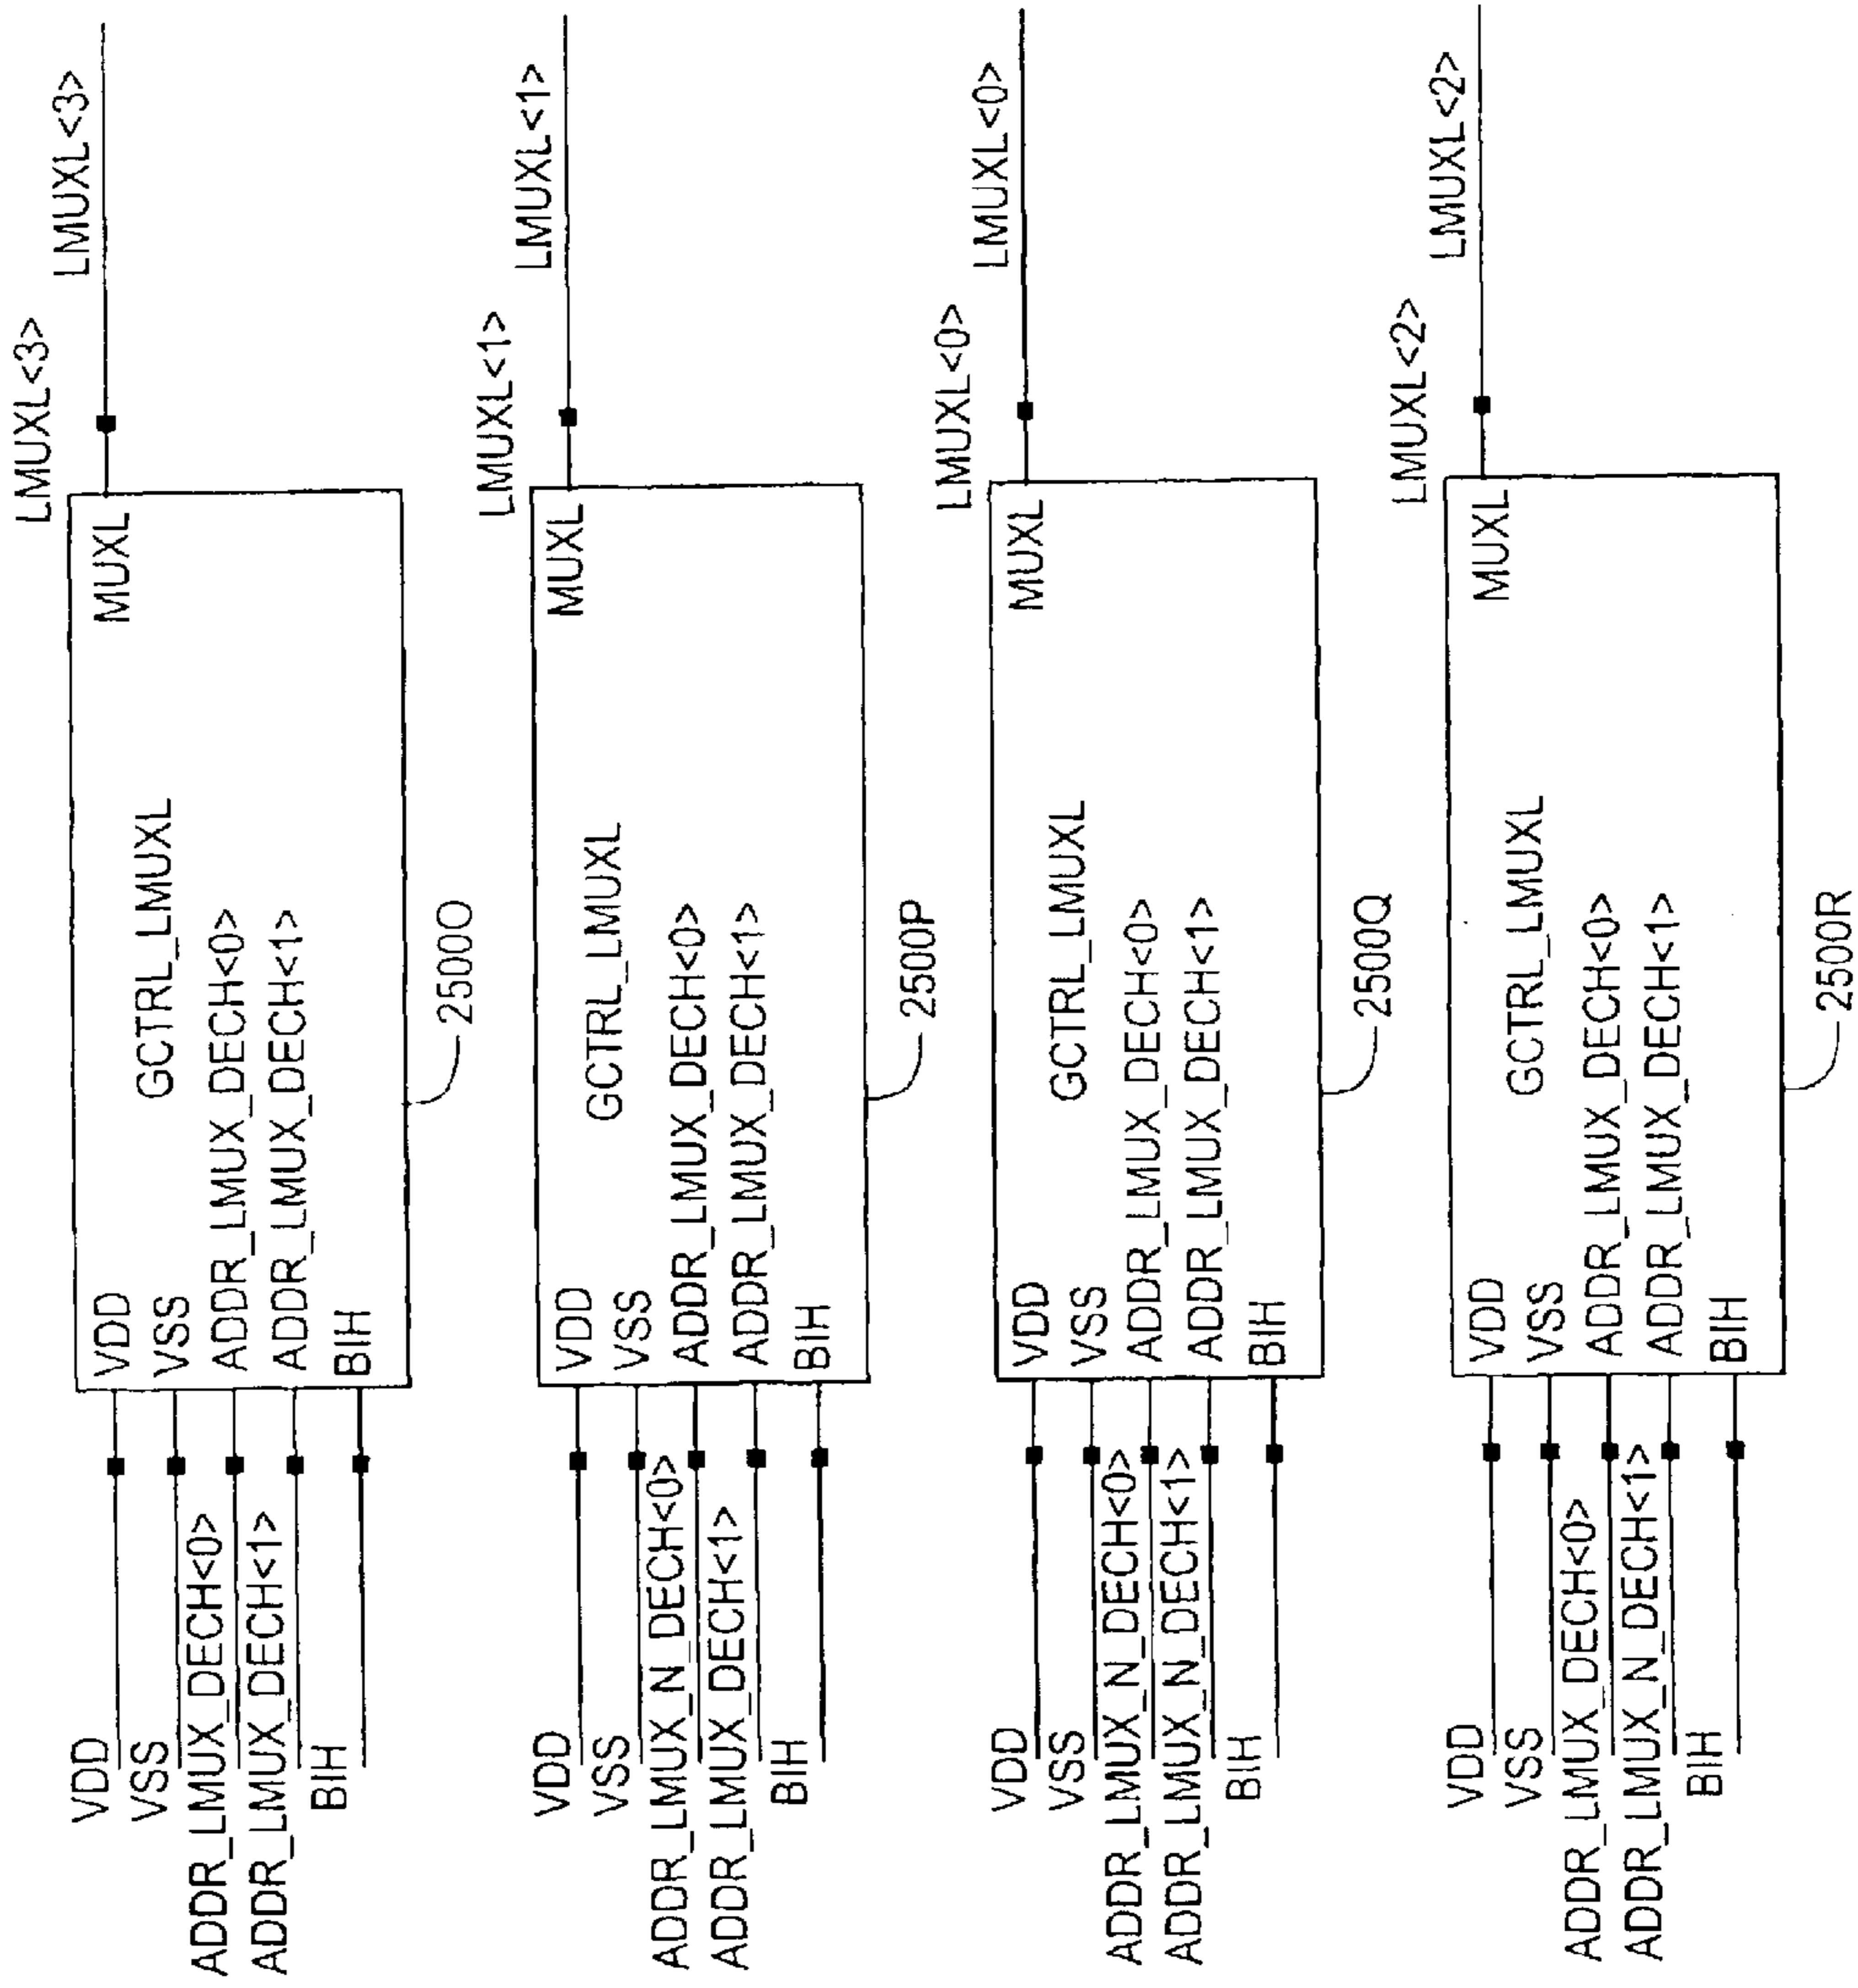 LMUXL<3>
LMUXL<3>
MUXL
GCTRL_LMUXL
VDD
VSS
ADDR_LMUX_DECH<0>
ADDR_LMUX_DECH<1>
BIH
VDD
VSS
ADDR_LMUX_DECH<0>
ADDR_LMUX_DECH<1>
BIH
2500O
LMUXL<1>
LMUXL<1>
MUXL
GCTRL_LMUXL
VDD
VSS
ADDR_LMUX_DECH<0>
ADDR_LMUX_DECH<1>
BIH
VDD
VSS
ADDR_LMUX_N_DECH<0>
ADDR_LMUX_DECH<1>
BIH
2500P
LMUXL<0>
LMUXL<0>
MUXL
GCTRL_LMUXL
VDD
VSS
ADDR_LMUX_DECH<0>
ADDR_LMUX_DECH<1>
BIH
VDD
VSS
ADDR_LMUX_N_DECH<0>
ADDR_LMUX_N_DECH<1>
BIH
2500Q
LMUXL<2>
LMUXL<2>
MUXL
GCTRL_LMUXL
VDD
VSS
ADDR_LMUX_DECH<0>
ADDR_LMUX_DECH<1>
BIH
VDD
VSS
ADDR_LMUX_DECH<0>
ADDR_LMUX_N_DECH<1>
BIH
2500R